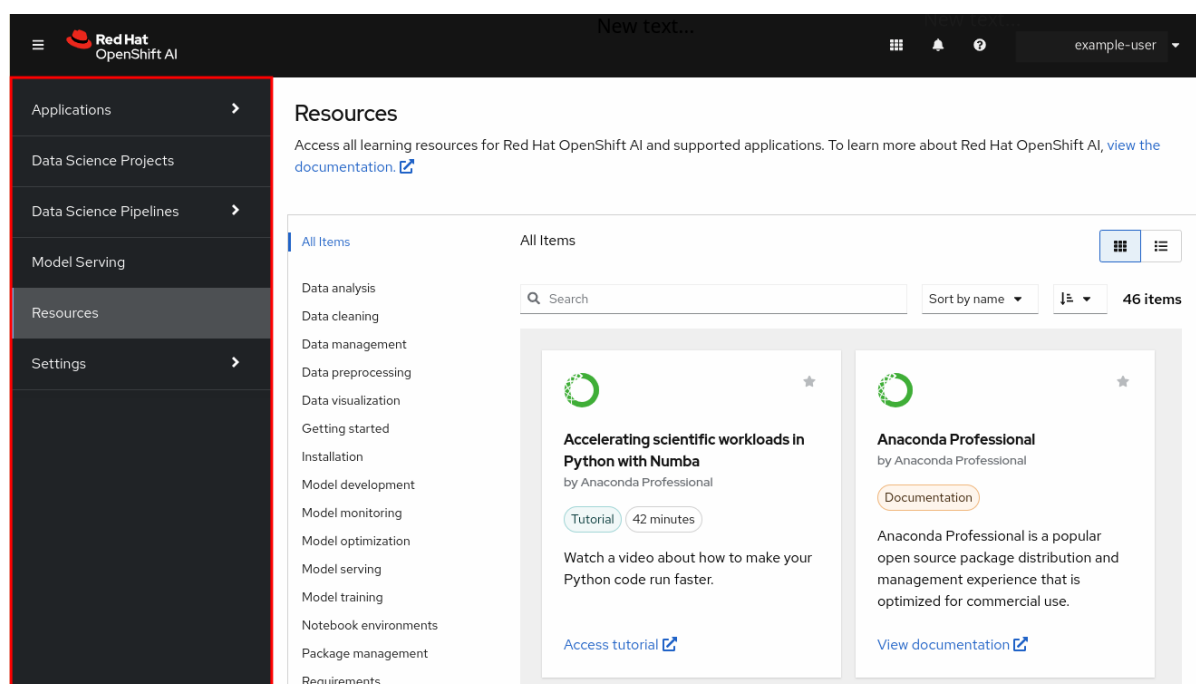 New text...
New text...
Red Hat
OpenShift AI
example-user
Applications
Data Science Projects
Data Science Pipelines
Model Serving
Resources
Settings
Resources
Access all learning resources for Red Hat OpenShift AI and supported applications. To learn more about Red Hat OpenShift AI, view the
documentation.
All Items
Data analysis
Data cleaning
Data management
Data preprocessing
Data visualization
Getting started
Installation
Model development
Model monitoring
Model optimization
Model serving
Model training
Notebook environments
Package management
Requirements
All Items
Search
Sort by name
46 items
Accelerating scientific workloads in
Python with Numba
by Anaconda Professional
Tutorial
42 minutes
Watch a video about how to make your
Python code run faster.
Access tutorial
Anaconda Professional
by Anaconda Professional
Documentation
Anaconda Professional is a popular
open source package distribution and
management experience that is
optimized for commercial use.
View documentation